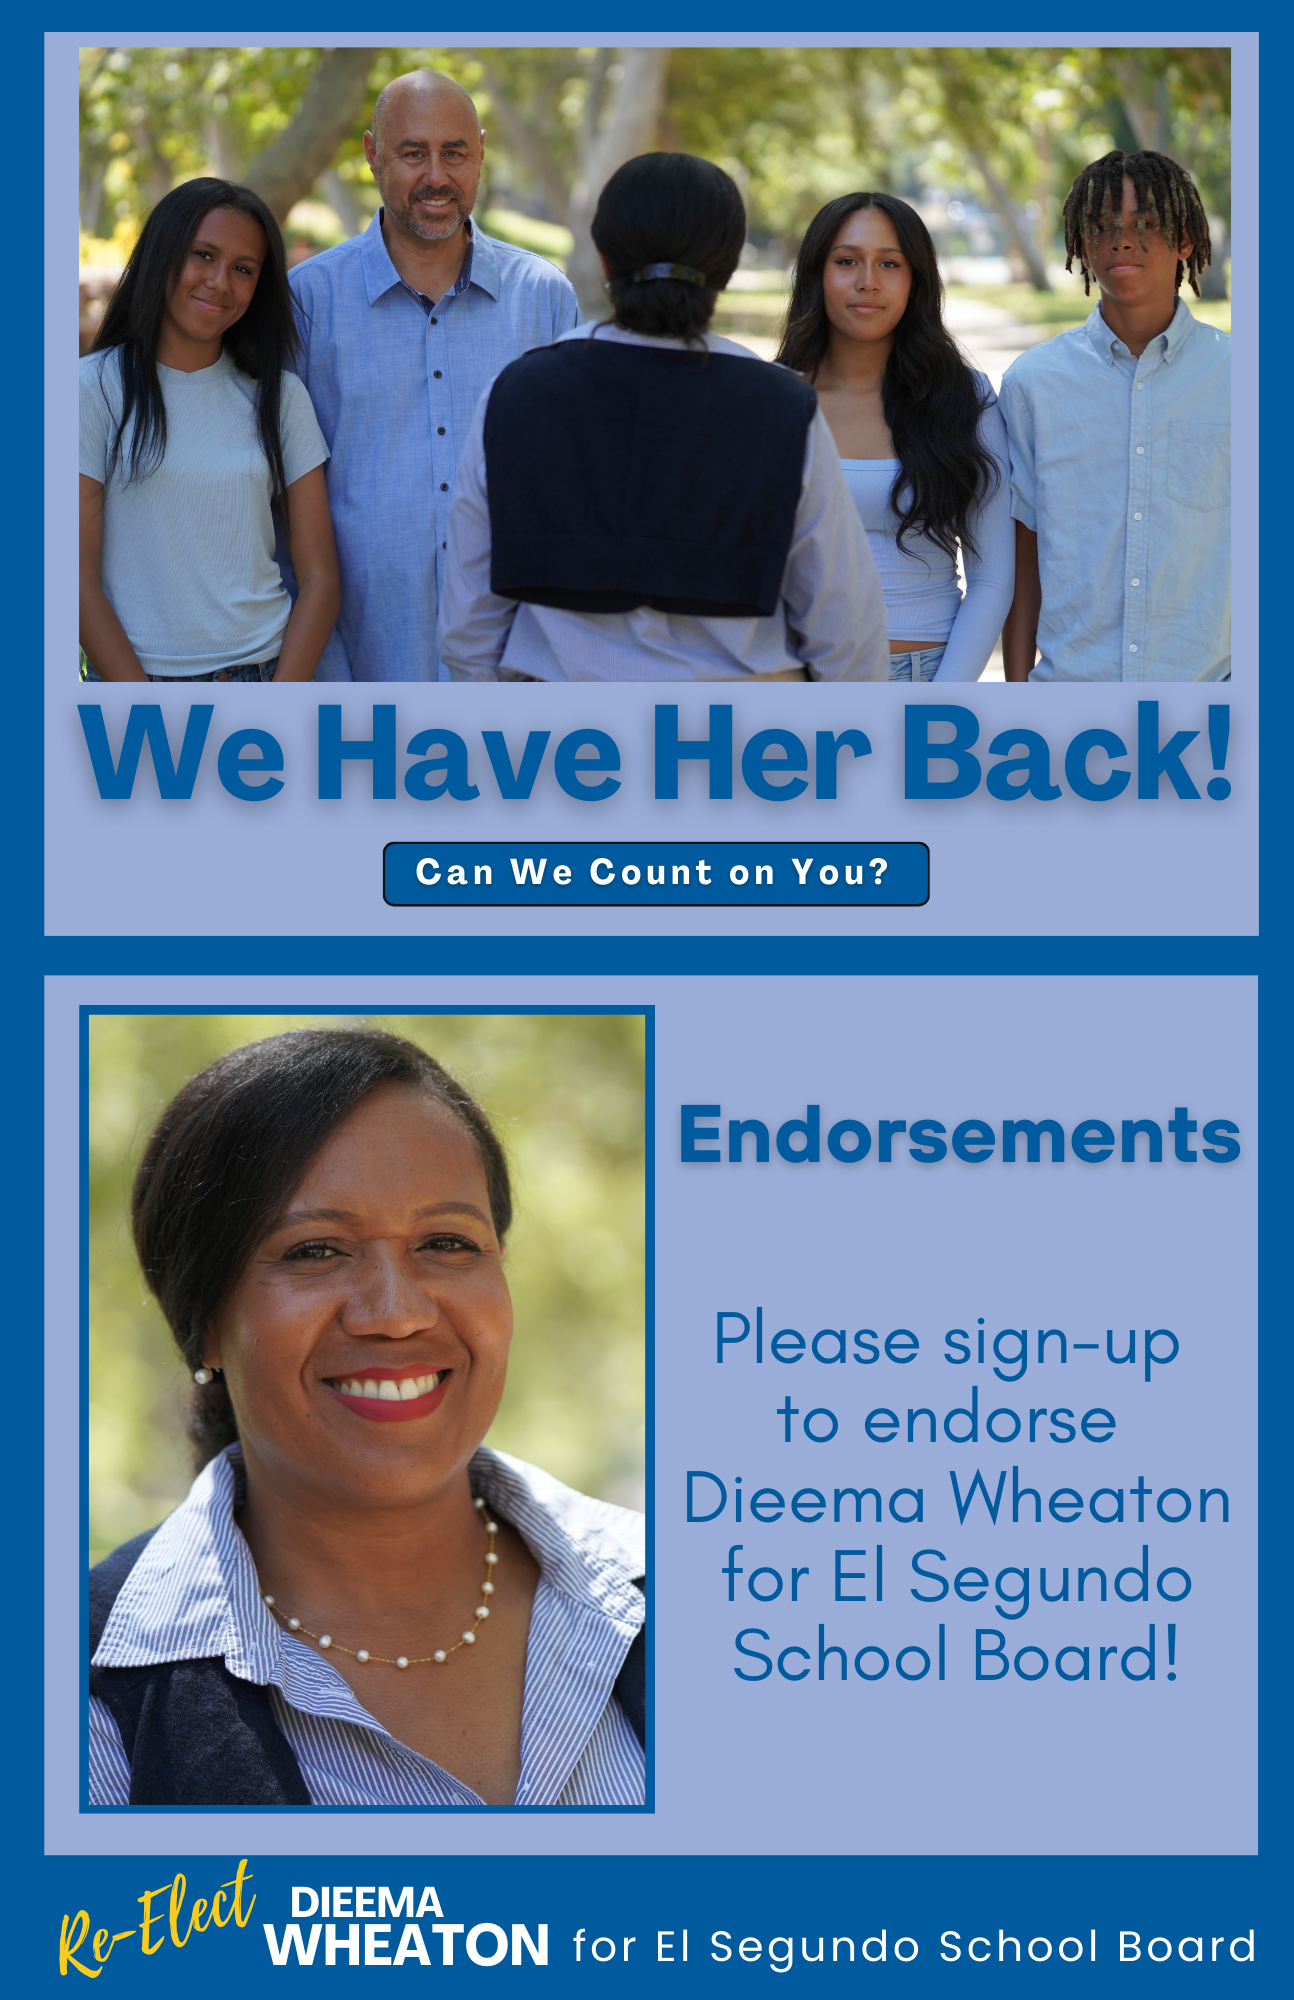 We Have Her Back!
Can We Count on You?
Endorsements
Please sign-up
to endorse
Dieema Wheaton
for El Segundo
School Board!
Re-Elect DIEEMA
WHEATON for El Segundo School Board